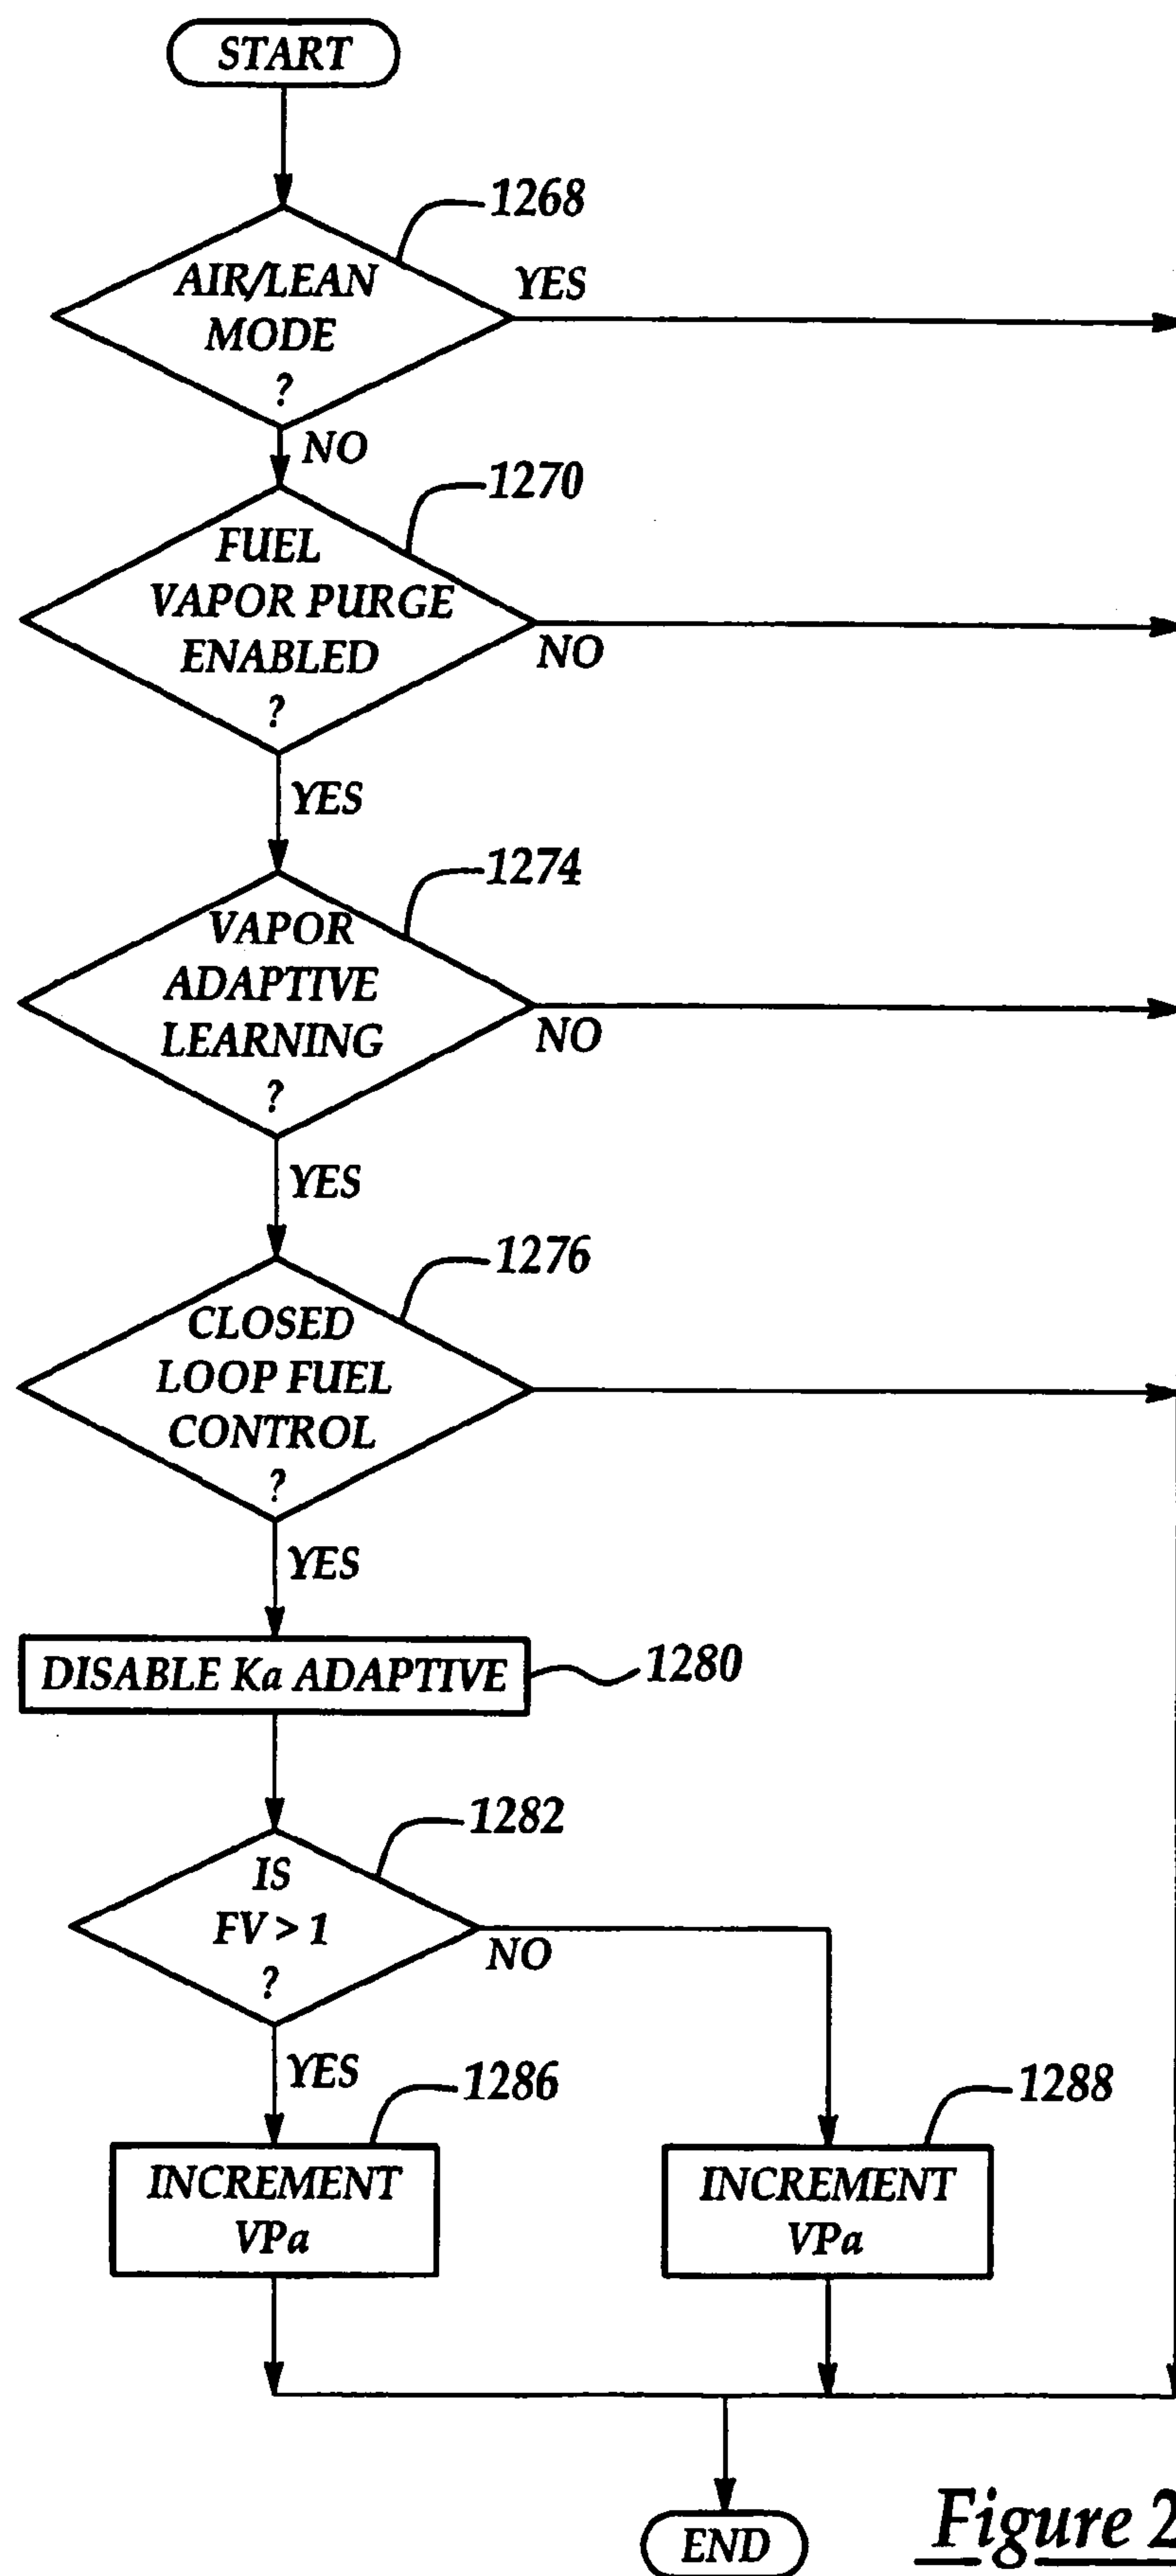 START
1268
AIR/LEAN
MODE
?
YES
NO
1270
FUEL
VAPOR PURGE
ENABLED
?
NO
YES
1274
VAPOR
ADAPTIVE
LEARNING
?
NO
YES
1276
CLOSED
LOOP FUEL
CONTROL
?
YES
DISABLE Ka ADAPTIVE
1280
1282
IS
FV > 1
?
NO
YES
1286
1288
INCREMENT
VPa
INCREMENT
VPa
END
Figure 2